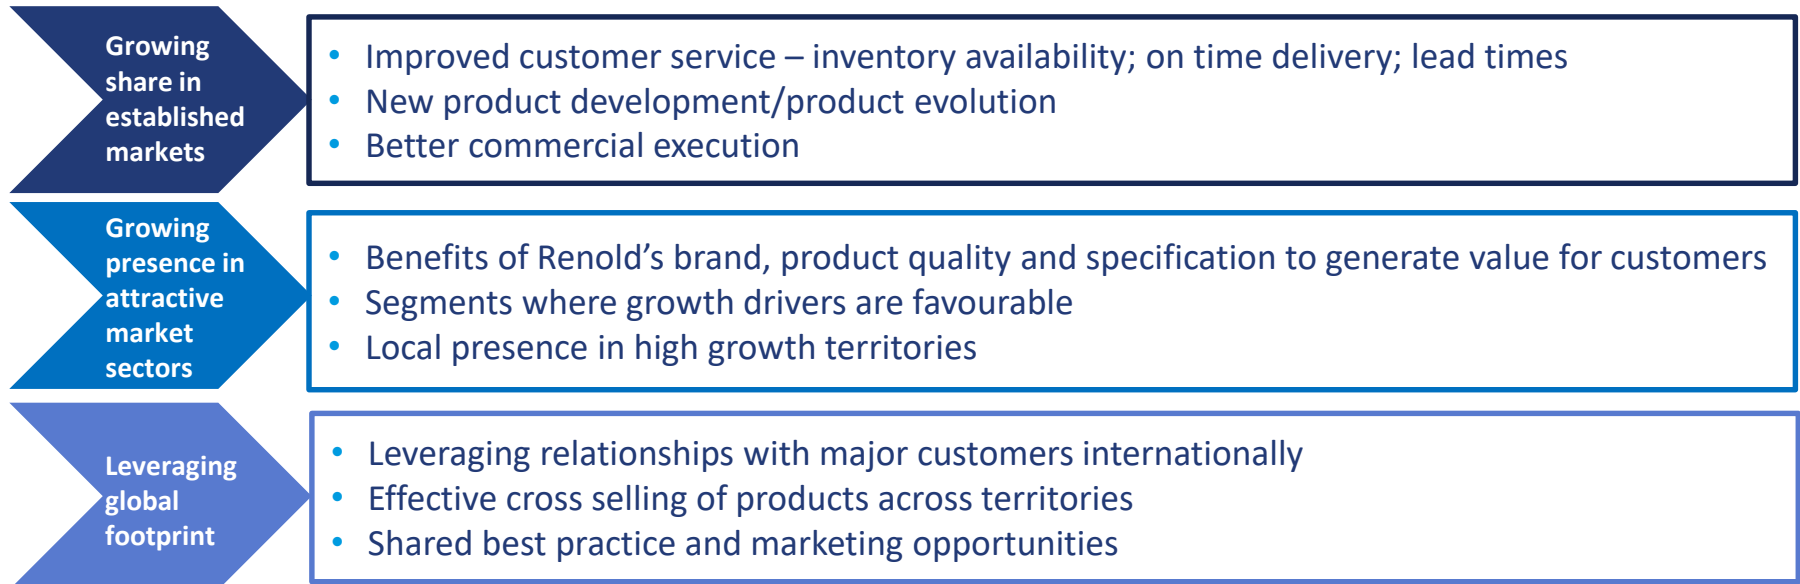 Growing
share in
established
markets
• Improved customer service – inventory availability; on time delivery; lead times
• New product development/product evolution
• Better commercial execution
Growing
presence in
attractive
market
sectors
• Benefits of Renold’s brand, product quality and specification to generate value for customers
• Segments where growth drivers are favourable
• Local presence in high growth territories
Leveraging
global
footprint
• Leveraging relationships with major customers internationally
• Effective cross selling of products across territories
• Shared best practice and marketing opportunities